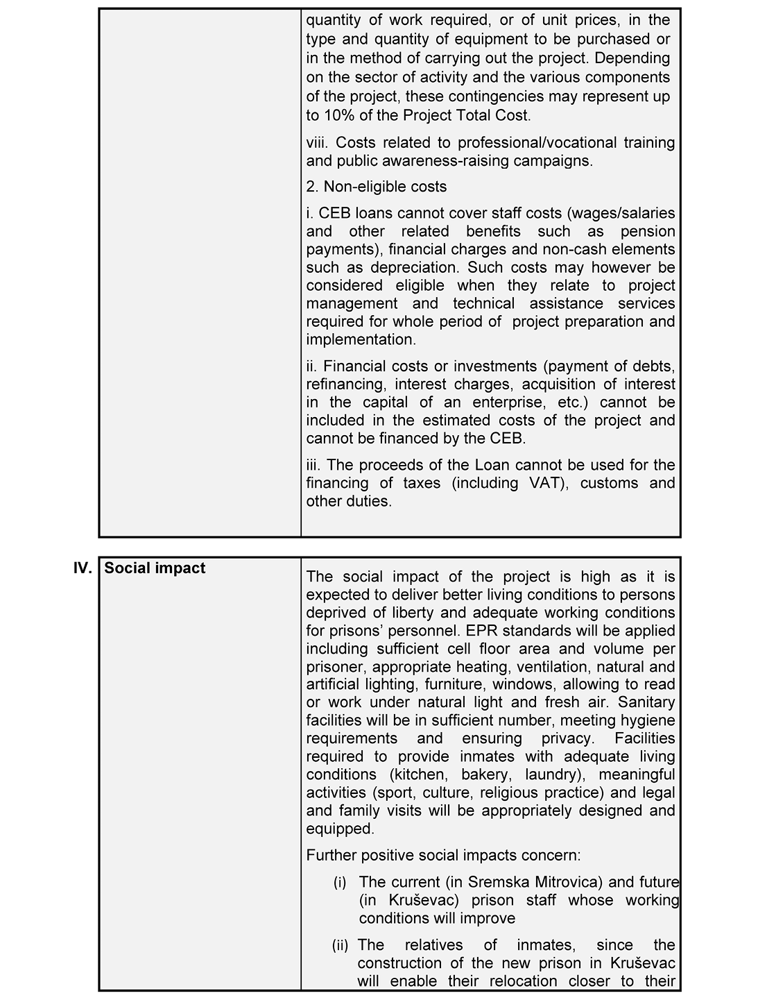 quantity of work required, or of unit prices, in the
type and quantity of equipment to be purchased or
in the method of carrying out the project. Depending
on the sector of activity and the various components
of the project, these contingencies may represent up
to 10% of the Project Total Cost.
viii. Costs related to professional/vocational training
and public awareness-raising campaigns.
2. Non-eligible costs
i. CEB loans cannot cover staff costs (wages/salaries
and other related benefits such as pension
payments), financial charges and non-cash elements
such as depreciation. Such costs may however be
considered eligible when they relate to project
management and technical assistance services
required for whole period of project preparation and
implementation.
ii. Financial costs or investments (payment of debts,
refinancing, interest charges, acquisition of interest
in the capital of an enterprise, etc.) cannot be
included in the estimated costs of the project and
cannot be financed by the CEB.
iii. The proceeds of the Loan cannot be used for the
financing of taxes (including VAT), customs and
other duties.
IV. Social impact
The social impact of the project is high as it is
expected to deliver better living conditions to persons
deprived of liberty and adequate working conditions
for prisons’ personnel. EPR standards will be applied
including sufficient cell floor area and volume per
prisoner, appropriate heating, ventilation, natural and
artificial lighting, furniture, windows, allowing to read
or work under natural light and fresh air. Sanitary
facilities will be in sufficient number, meeting hygiene
requirements and ensuring privacy. Facilities
required to provide inmates with adequate living
conditions (kitchen, bakery, laundry), meaningful
activities (sport, culture, religious practice) and legal
and family visits will be appropriately designed and
equipped.
Further positive social impacts concern:
(i) The current (in Sremska Mitrovica) and future
(in Kruševac) prison staff whose working
conditions will improve
(ii) The relatives of inmates, since the
construction of the new prison in Kruševac
will enable their relocation closer to their